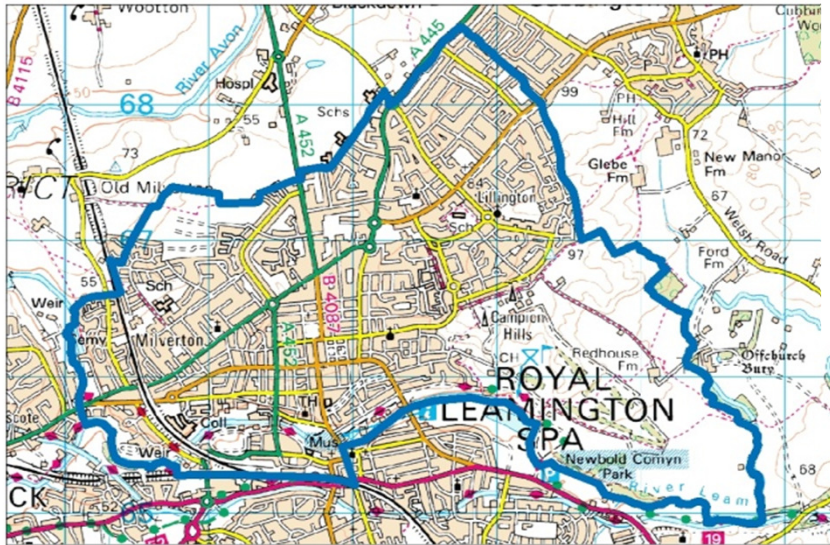 Wootton
B 4115
River Avon
50
68
Hospl
55
A 452
Schs
A 445
99
PH
P
PH
Hill
Fm
72
73
Glebe
Fm
New Manor
Fm
67
Welsh Road
84
Lillington
Sch
97
Ford
Fm
55
Sch
Weir
Milverton
B 4087
A 452
Campion
Hills
CH
Redhouse
Fm
Offchurch
Bury
ROYAL
LEAMINGTON
SPA
TH
Coll
Mus
Weir
Newbold Comyn
Park
P
River Leam
68
CK
52
19